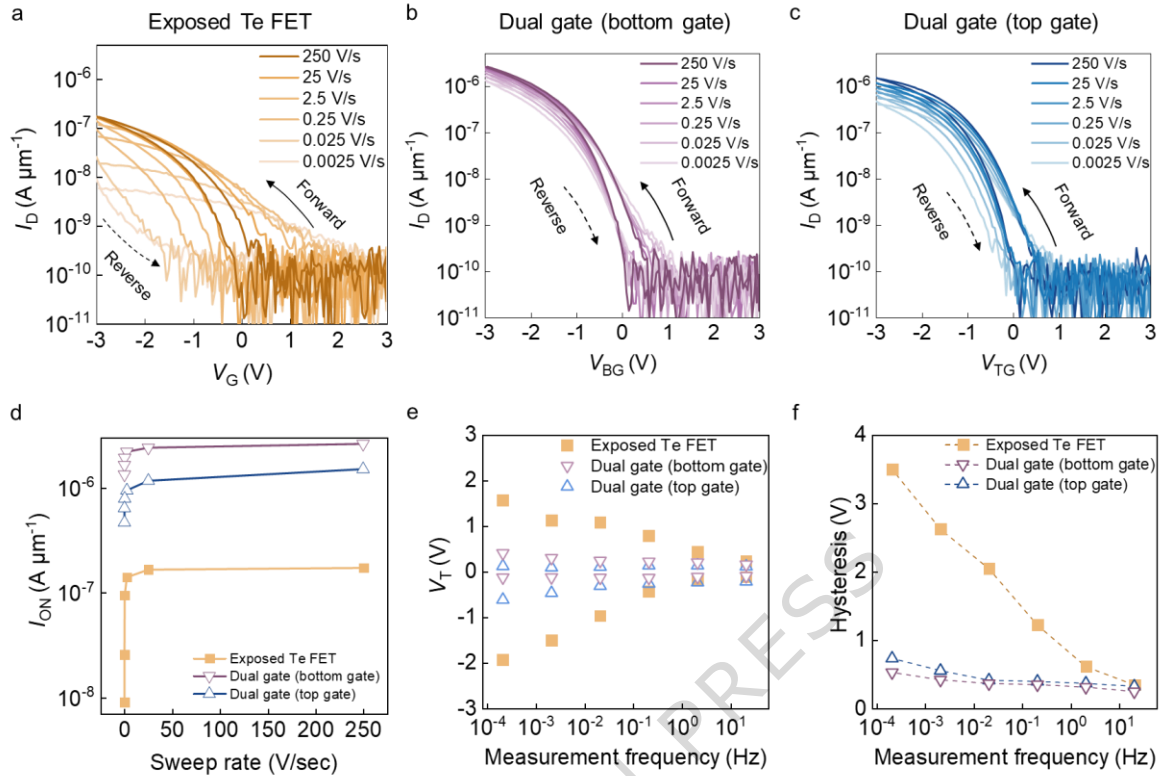 a
Exposed Te FET
10⁻⁶
10⁻⁷
10⁻⁸
10⁻⁹
10⁻¹⁰
10⁻¹¹
I_D (A μm⁻¹)
250 V/s
25 V/s
2.5 V/s
0.25 V/s
0.025 V/s
0.0025 V/s
Forward
Reverse
-3 -2 -1 0 1 2 3
V_G (V)
b
Dual gate (bottom gate)
10⁻⁵
10⁻⁶
10⁻⁷
10⁻⁸
10⁻⁹
10⁻¹⁰
10⁻¹¹
I_D (A μm⁻¹)
250 V/s
25 V/s
2.5 V/s
0.25 V/s
0.025 V/s
0.0025 V/s
Reverse
Forward
-3 -2 -1 0 1 2 3
V_BG (V)
c
Dual gate (top gate)
10⁻⁵
10⁻⁶
10⁻⁷
10⁻⁸
10⁻⁹
10⁻¹⁰
10⁻¹¹
I_D (A μm⁻¹)
250 V/s
25 V/s
2.5 V/s
0.25 V/s
0.025 V/s
0.0025 V/s
Reverse
Forward
-3 -2 -1 0 1 2 3
V_TG (V)
d
10⁻⁶
10⁻⁷
10⁻⁸
I_ON (A μm⁻¹)
Exposed Te FET
Dual gate (bottom gate)
Dual gate (top gate)
0 50 100 150 200 250
Sweep rate (V/sec)
e
3
2
1
0
-1
-2
-3
V_T (V)
Exposed Te FET
Dual gate (bottom gate)
Dual gate (top gate)
10⁻⁴ 10⁻³ 10⁻² 10⁻¹ 10⁰ 10¹
Measurement frequency (Hz)
f
4
2
0
Hysteresis (V)
Exposed Te FET
Dual gate (bottom gate)
Dual gate (top gate)
10⁻⁴ 10⁻³ 10⁻² 10⁻¹ 10⁰ 10¹
Measurement frequency (Hz)
PRESS